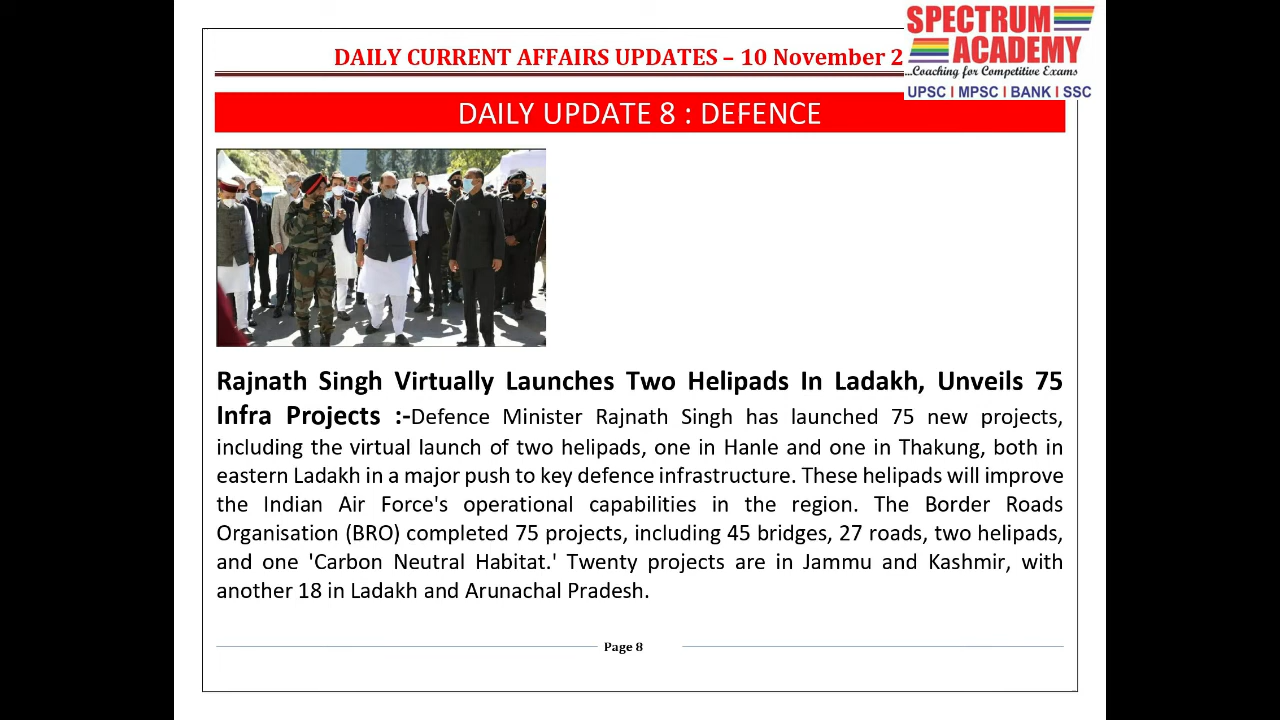 SPECTRUM
ACADEMY
...Coaching for Competitive Exams
UPSC I MPSC I BANK I SSC
DAILY CURRENT AFFAIRS UPDATES – 10 November 2
DAILY UPDATE 8 : DEFENCE
Rajnath Singh Virtually Launches Two Helipads In Ladakh, Unveils 75
Infra Projects :-Defence Minister Rajnath Singh has launched 75 new projects,
including the virtual launch of two helipads, one in Hanle and one in Thakung, both in
eastern Ladakh in a major push to key defence infrastructure. These helipads will improve
the Indian Air Force's operational capabilities in the region. The Border Roads
Organisation (BRO) completed 75 projects, including 45 bridges, 27 roads, two helipads,
and one 'Carbon Neutral Habitat.' Twenty projects are in Jammu and Kashmir, with
another 18 in Ladakh and Arunachal Pradesh.
Page 8